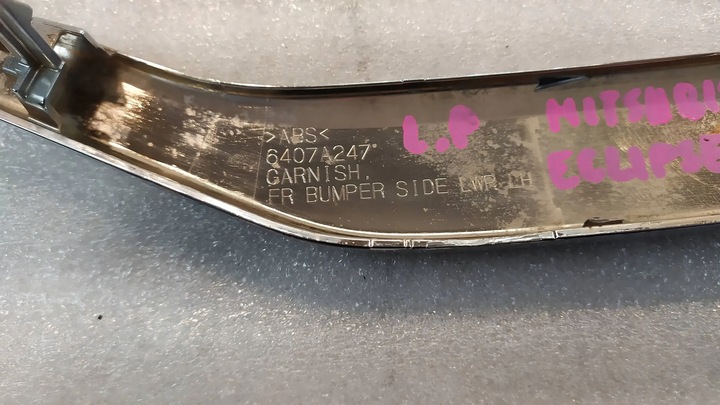 >ABS<
6407A247
GARNISH,
FR BUMPER SIDE LWR LH
L.P
MITSUBI
ECLIPSE